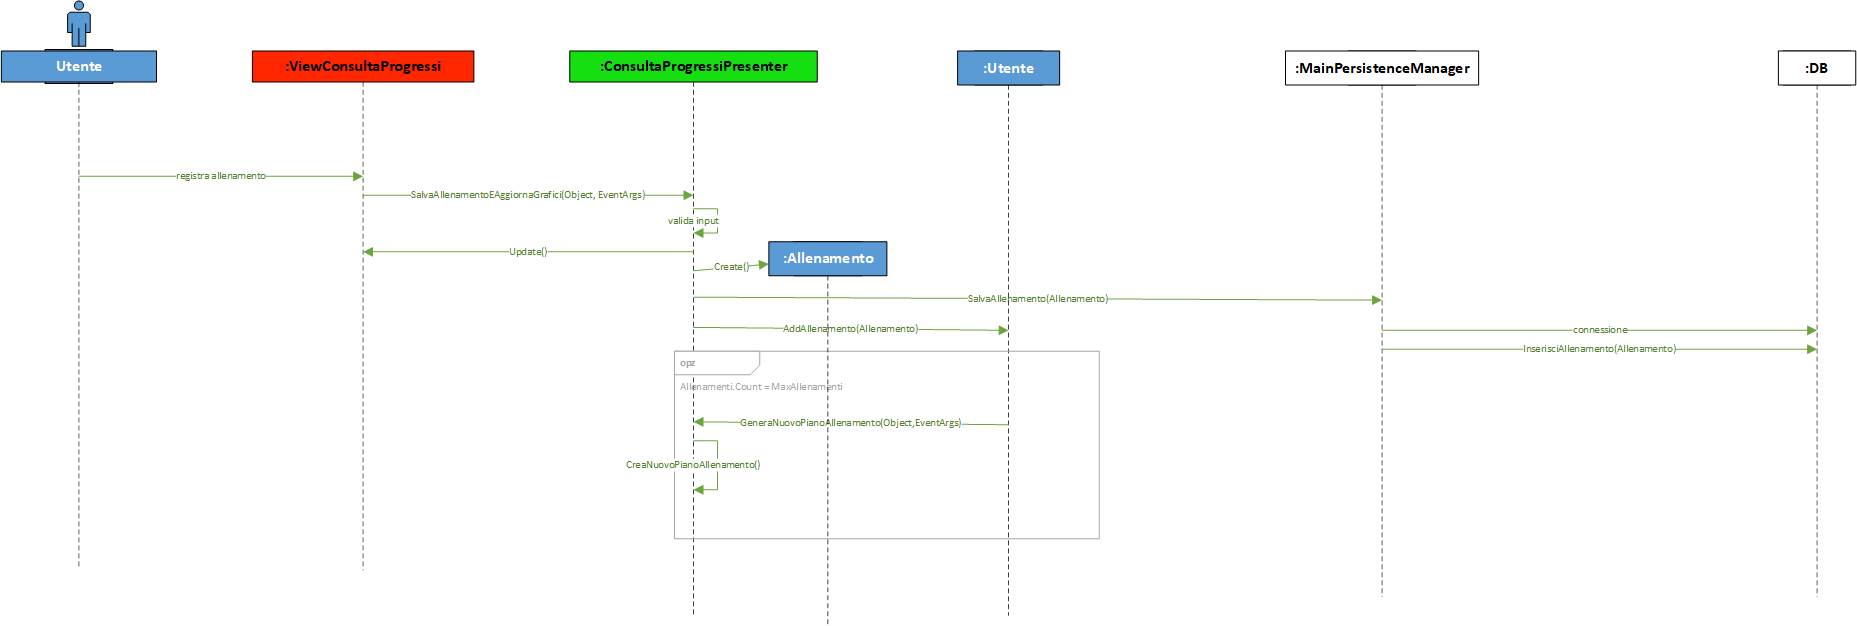 Utente
:ViewConsultaProgressi
:ConsultaProgressiPresenter
:Utente
:MainPersistenceManager
:DB
registra allenamento
SalvaAllenamentoEAggiornaGrafici(Object, EventArgs)
valida input
Update()
:Allenamento
Create()
SalvaAllenamento(Allenamento)
AddAllenamento(Allenamento)
connessione
InserisciAllenamento(Allenamento)
opz
Allenamenti.Count = MaxAllenamenti
GeneraNuovoPianoAllenamento(Object,EventArgs)
CreaNuovoPianoAllenamento()